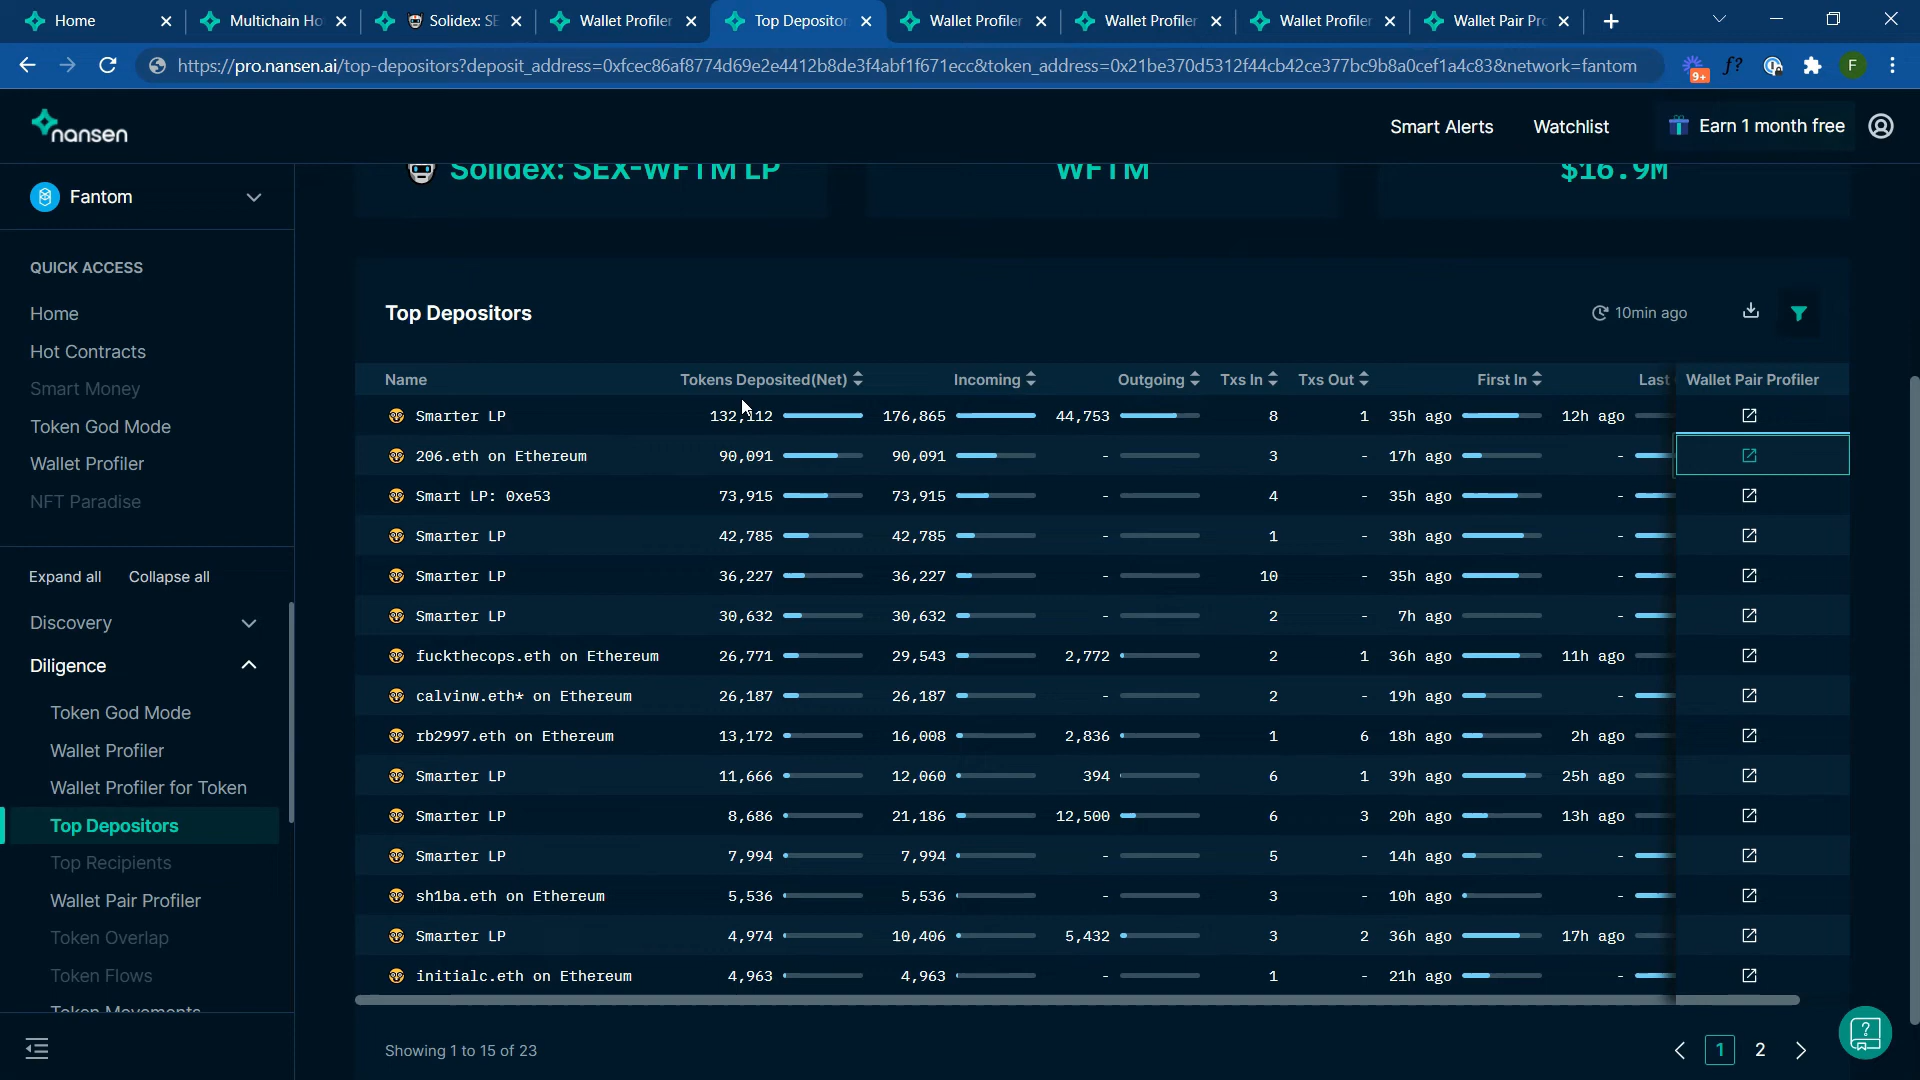 Home
Multichain Ho
Solidex: SE
Wallet Profiler
Top Depositor
Wallet Profiler
Wallet Profiler
Wallet Profiler
Wallet Pair Pro
https://pro.nansen.ai/top-depositors?deposit_address=0xfcec86af8774d69e2e4412b8de3f4abf1f671ecc&token_address=0x21be370d5312f44cb42ce377bc9b8a0cef1a4c83&network=fantom
9+
f?
F
nansen
Smart Alerts
Watchlist
Earn 1 month free
Fantom
QUICK ACCESS
Home
Hot Contracts
Smart Money
Token God Mode
Wallet Profiler
NFT Paradise
Expand all
Collapse all
Discovery
Diligence
Token God Mode
Wallet Profiler
Wallet Profiler for Token
Top Depositors
Top Recipients
Wallet Pair Profiler
Token Overlap
Token Flows
Token Movements
Solidex: SEX-WFTM LP
WFTM
$16.9M
Top Depositors
10min ago
Name Tokens Deposited(Net) Incoming Outgoing Txs In Txs Out First In Last Wallet Pair Profiler
Smarter LP 132,112 176,865 44,753 8 1 35h ago 12h ago
206.eth on Ethereum 90,091 90,091 - 3 - 17h ago -
Smart LP: 0xe53 73,915 73,915 - 4 - 35h ago -
Smarter LP 42,785 42,785 - 1 - 38h ago -
Smarter LP 36,227 36,227 - 10 - 35h ago -
Smarter LP 30,632 30,632 - 2 - 7h ago -
fuckthecops.eth on Ethereum 26,771 29,543 2,772 2 1 36h ago 11h ago
calvinw.eth* on Ethereum 26,187 26,187 - 2 - 19h ago -
rb2997.eth on Ethereum 13,172 16,008 2,836 1 6 18h ago 2h ago
Smarter LP 11,666 12,060 394 6 1 39h ago 25h ago
Smarter LP 8,686 21,186 12,500 6 3 20h ago 13h ago
Smarter LP 7,994 7,994 - 5 - 14h ago -
sh1ba.eth on Ethereum 5,536 5,536 - 3 - 10h ago -
Smarter LP 4,974 10,406 5,432 3 2 36h ago 17h ago
initialc.eth on Ethereum 4,963 4,963 - 1 - 21h ago -
Showing 1 to 15 of 23
1 2